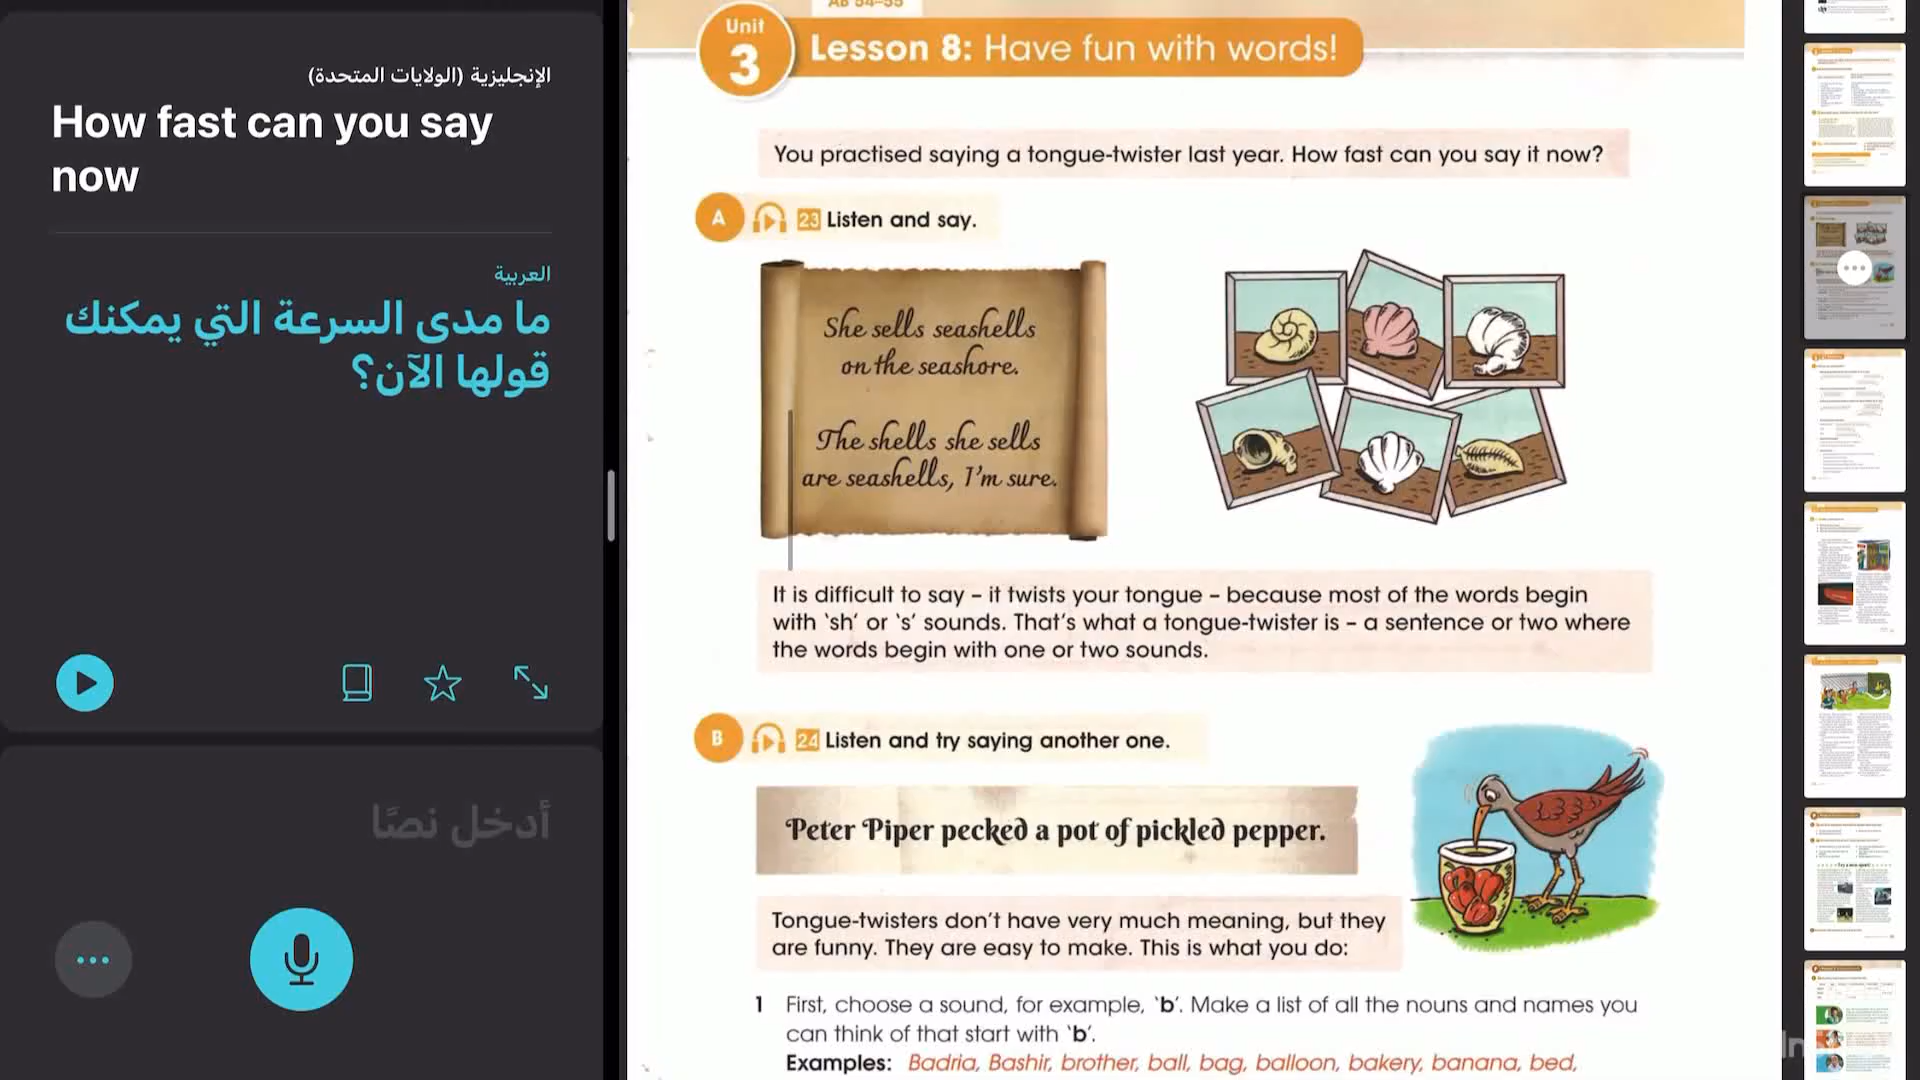 الإنجليزية (الولايات المتحدة)
How fast can you say
now
العربية
ما مدى السرعة التي يمكنك
قولها الآن؟
أدخل نصًا
AB 54–55
Unit
3
Lesson 8: Have fun with words!
You practised saying a tongue-twister last year. How fast can you say it now?
A 23 Listen and say.
She sells seashells
on the seashore.
The shells she sells
are seashells, I'm sure.
It is difficult to say – it twists your tongue – because most of the words begin
with 'sh' or 's' sounds. That's what a tongue-twister is – a sentence or two where
the words begin with one or two sounds.
B 24 Listen and try saying another one.
Peter Piper pecked a pot of pickled pepper.
Tongue-twisters don't have very much meaning, but they
are funny. They are easy to make. This is what you do:
1 First, choose a sound, for example, 'b'. Make a list of all the nouns and names you
can think of that start with 'b'.
Examples: Badria, Bashir, brother, ball, bag, balloon, bakery, banana, bed,